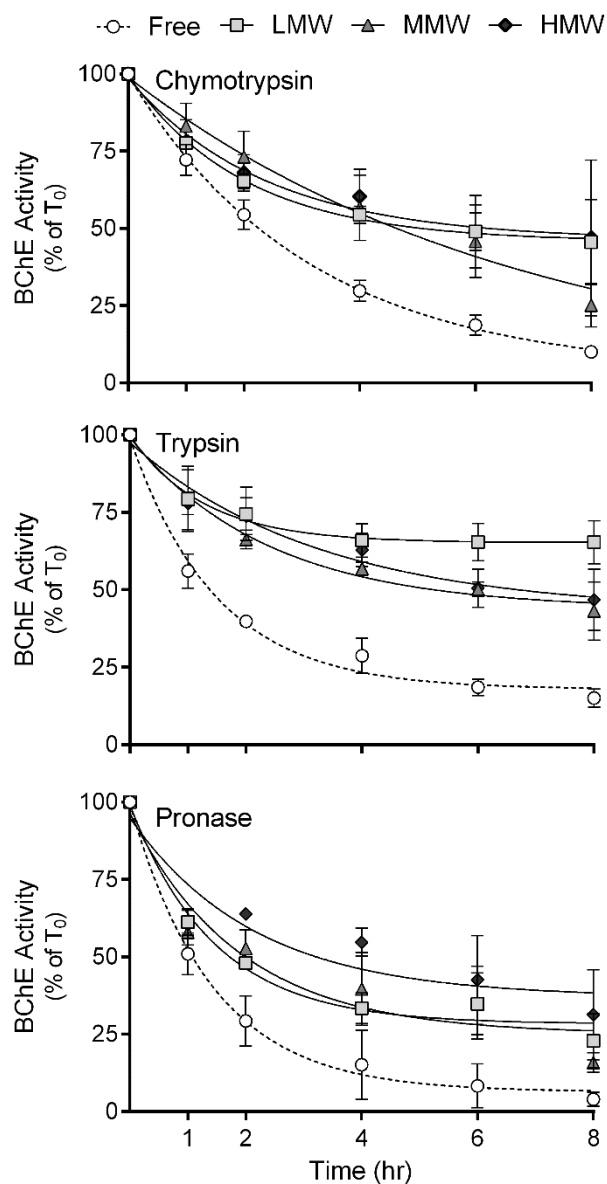 Free LMW MMW HMW
100
Chymotrypsin
75
50
25
0
BChE Activity
(% of T₀)
100
Trypsin
75
50
25
0
BChE Activity
(% of T₀)
100
Pronase
75
50
25
0
BChE Activity
(% of T₀)
1 2 4 6 8
Time (hr)